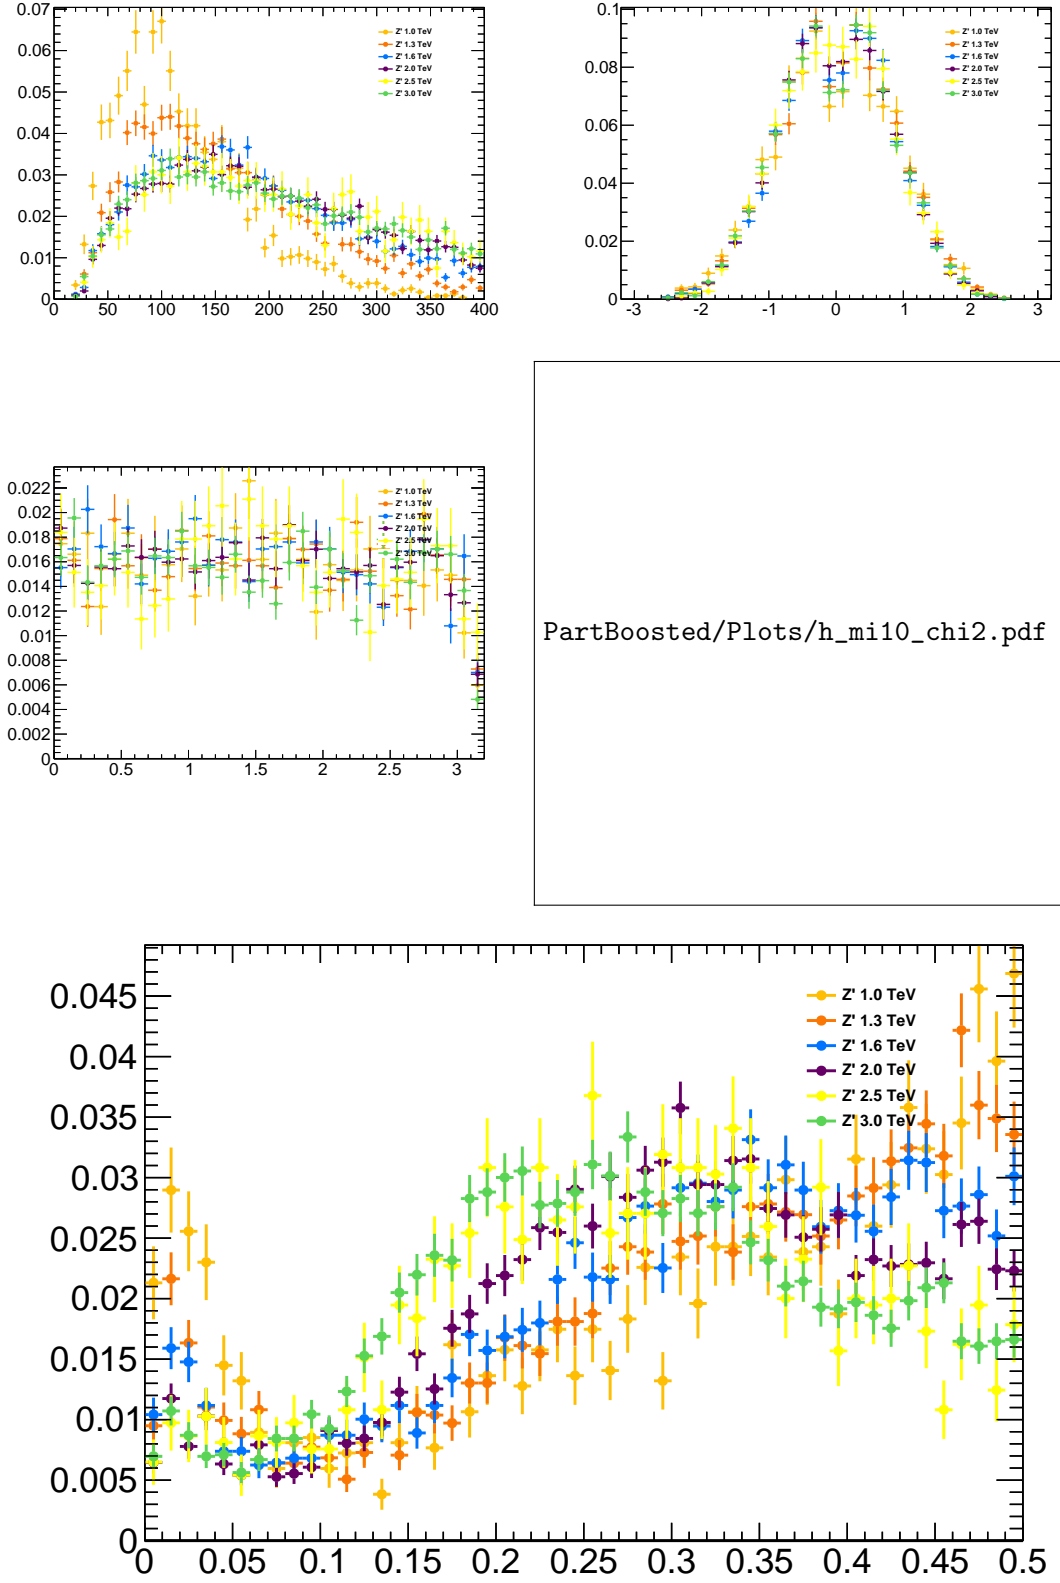 0.07
0.06
0.05
0.04
0.03
0.02
0.01
0
0 50 100 150 200 250 300 350 400
Z' 1.0 TeV
Z' 1.3 TeV
Z' 1.6 TeV
Z' 2.0 TeV
Z' 2.5 TeV
Z' 3.0 TeV
0.1
0.08
0.06
0.04
0.02
0
-3 -2 -1 0 1 2 3
Z' 1.0 TeV
Z' 1.3 TeV
Z' 1.6 TeV
Z' 2.0 TeV
Z' 2.5 TeV
Z' 3.0 TeV
0.022
0.02
0.018
0.016
0.014
0.012
0.01
0.008
0.006
0.004
0.002
0
0 0.5 1 1.5 2 2.5 3
Z' 1.0 TeV
Z' 1.3 TeV
Z' 1.6 TeV
Z' 2.0 TeV
Z' 2.5 TeV
Z' 3.0 TeV
PartBoosted/Plots/h_mi10_chi2.pdf
0.045
0.04
0.035
0.03
0.025
0.02
0.015
0.01
0.005
0
0 0.05 0.1 0.15 0.2 0.25 0.3 0.35 0.4 0.45 0.5
Z' 1.0 TeV
Z' 1.3 TeV
Z' 1.6 TeV
Z' 2.0 TeV
Z' 2.5 TeV
Z' 3.0 TeV